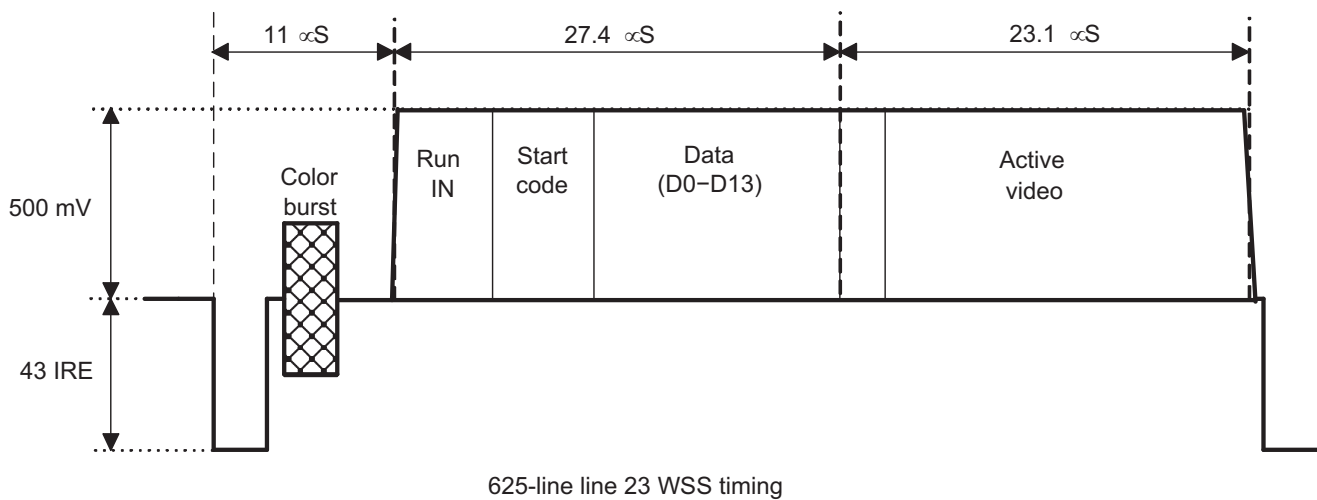 11 ∝S
27.4 ∝S
23.1 ∝S
500 mV
43 IRE
Color
burst
Run
IN
Start
code
Data
(D0−D13)
Active
video
625-line line 23 WSS timing